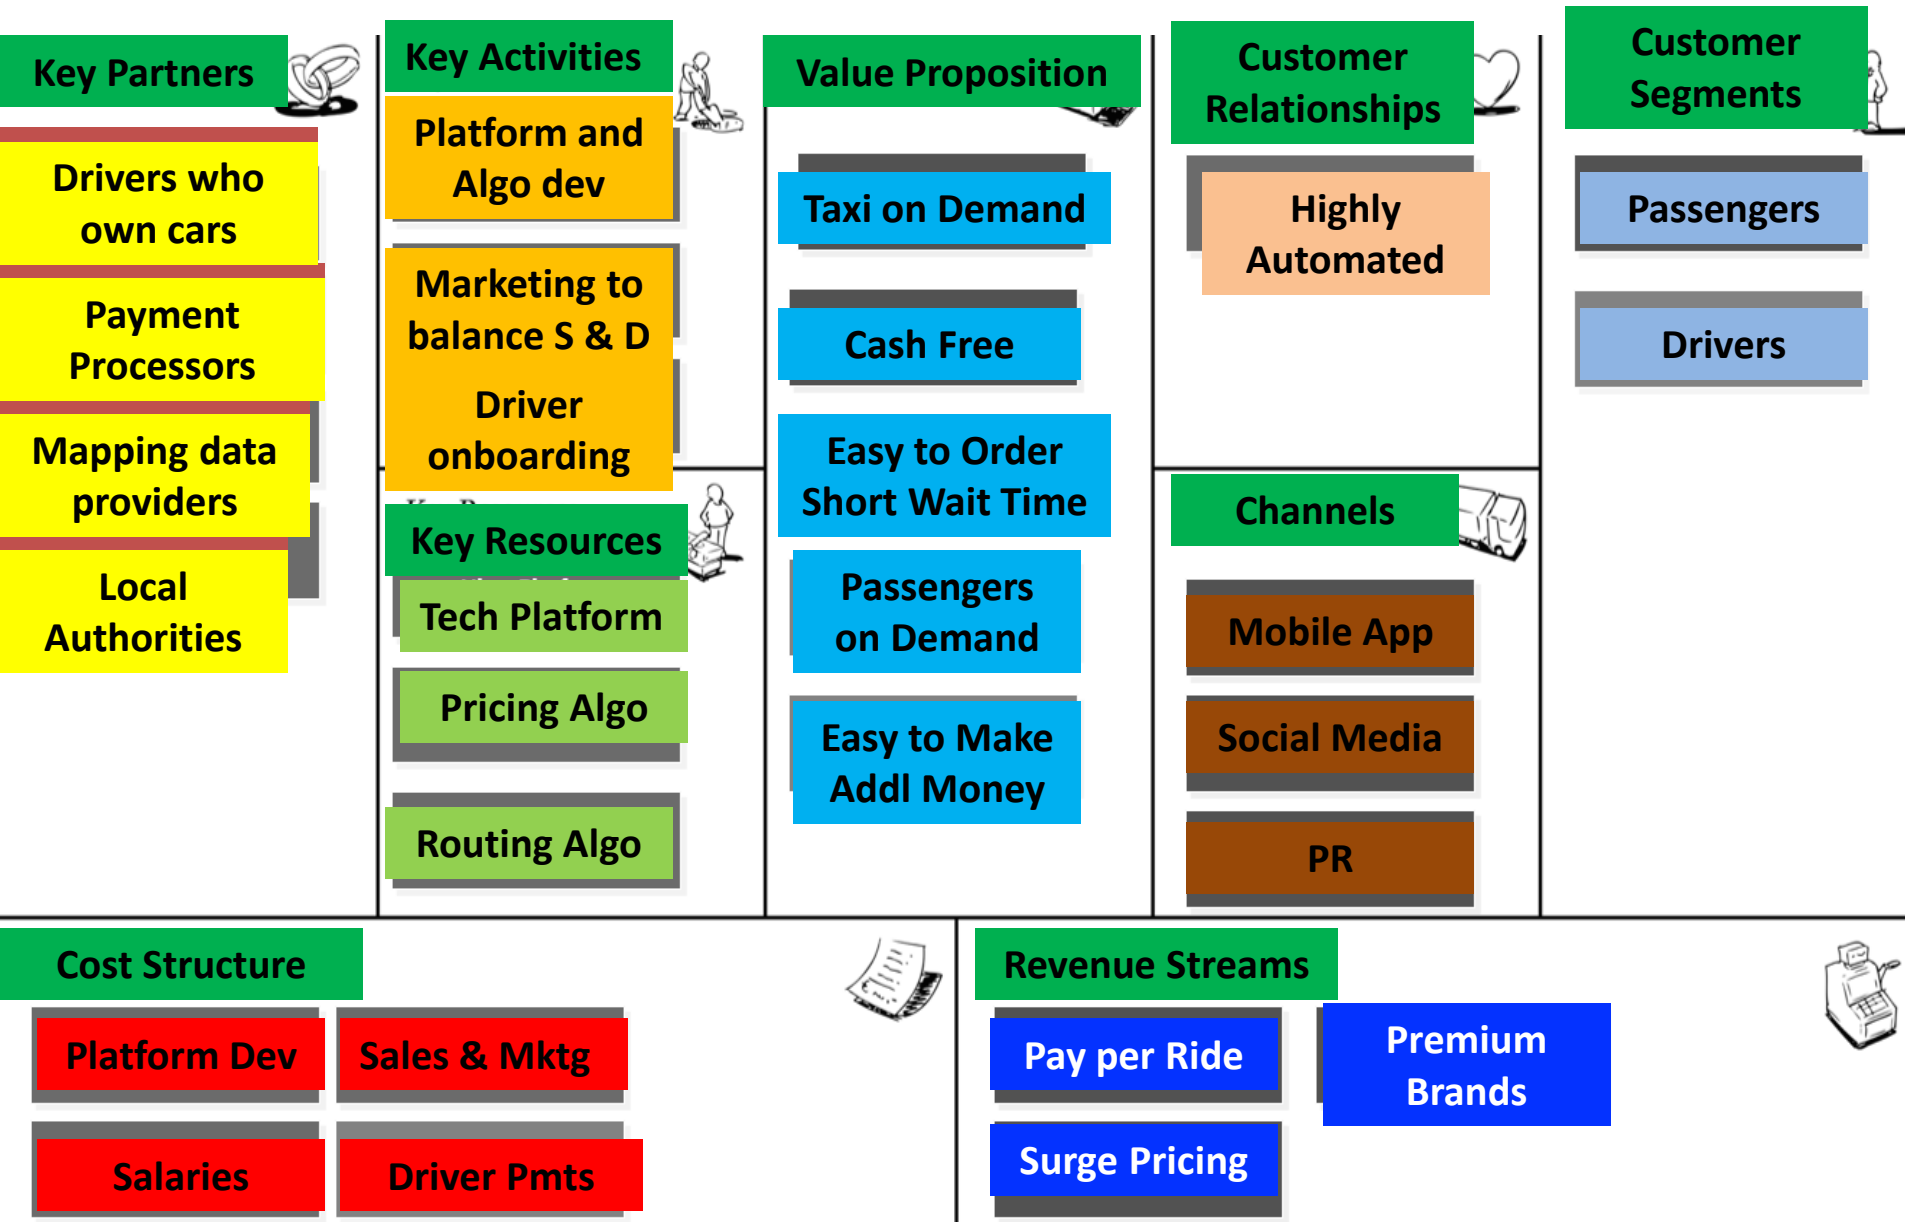 Key Partners
Drivers who
own cars
Payment
Processors
Mapping data
providers
Local
Authorities
Key Activities
Platform and
Algo dev
Marketing to
balance S & D
Driver
onboarding
Key Resources
Tech Platform
Pricing Algo
Routing Algo
Value Proposition
Taxi on Demand
Cash Free
Easy to Order
Short Wait Time
Passengers
on Demand
Easy to Make
Addl Money
Customer
Relationships
Highly
Automated
Channels
Mobile App
Social Media
PR
Customer
Segments
Passengers
Drivers
Cost Structure
Platform Dev
Sales & Mktg
Salaries
Driver Pmts
Revenue Streams
Pay per Ride
Premium
Brands
Surge Pricing